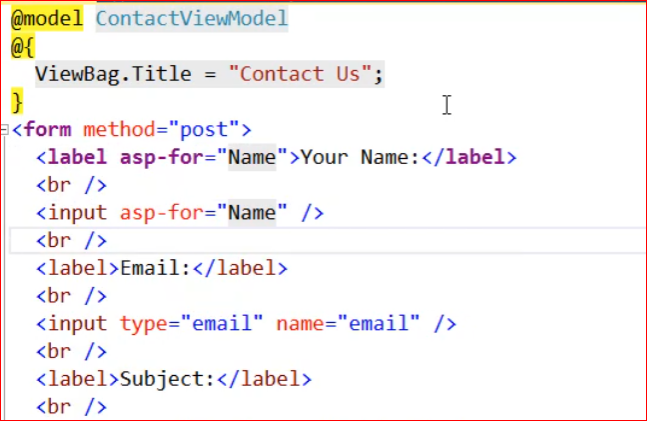 @model ContactViewModel
@{
ViewBag.Title = "Contact Us";
}
<form method="post">
<label asp-for="Name">Your Name:</label>
<br />
<input asp-for="Name" />
<br />
<label>Email:</label>
<br />
<input type="email" name="email" />
<br />
<label>Subject:</label>
<br />